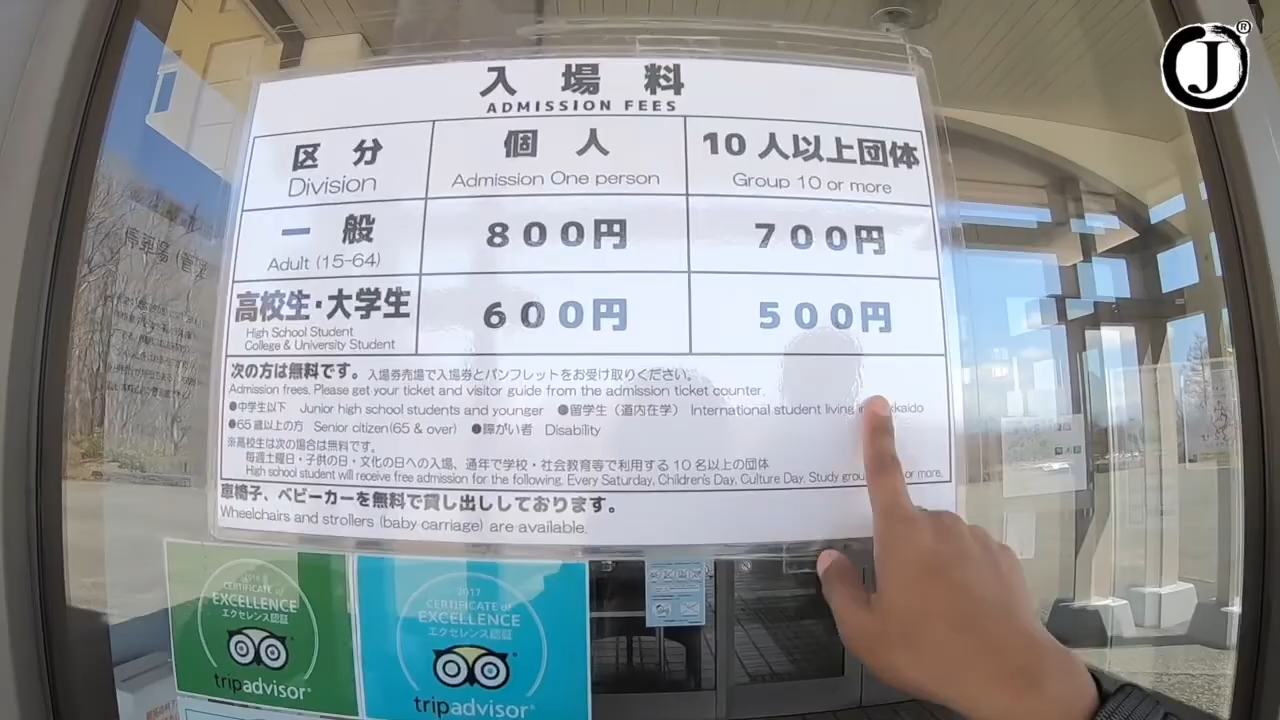 J®
入場料
ADMISSION FEES
区分 個人 10人以上団体
Division Admission One person Group 10 or more
一般 800円 700円
Adult (15-64)
高校生・大学生 600円 500円
High School Student
College & University Student
次の方は無料です。入場券売場で入場券とパンフレットをお受け取りください。
Admission frees. Please get your ticket and visitor guide from the admission ticket counter.
●中学生以下 Junior high school students and younger ●留学生（道内在学） International student living kkaido
●65歳以上の方 Senior citizen(65 & over) ●障がい者 Disability
※高校生は次の場合は無料です。
毎週土曜日・子供の日・文化の日への入場、通年で学校・社会教育等で利用する10名以上の団体
High school student will receive free admission for the following. Every Saturday, Children's Day, Culture Day, Study grou or more.
車椅子、ベビーカーを無料で貸し出ししております。
Wheelchairs and strollers (baby carriage) are available.
CERTIFICATE of
EXCELLENCE
エクセレンス認証
tripadvisor®
2017
CERTIFICATE of
EXCELLENCE
エクセレンス認証
tripadvisor®